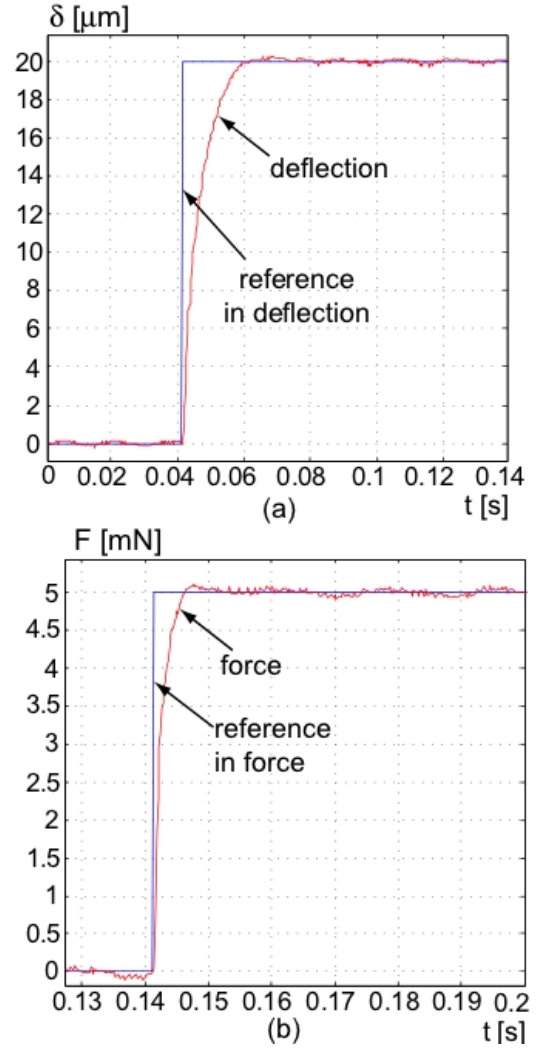 δ [μm]
20
18
16
14
12
10
8
6
4
2
0
deflection
reference
in deflection
0 0.02 0.04 0.06 0.08 0.1 0.12 0.14
(a) t [s]
F [mN]
5
4.5
4
3.5
3
2.5
2
1.5
1
0.5
0
force
reference
in force
0.13 0.14 0.15 0.16 0.17 0.18 0.19 0.2
(b) t [s]